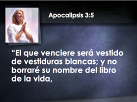 Apocalipsis 3:5
“El que venciere será vestido
de vestiduras blancas; y no
borraré su nombre del libro
de la vida,